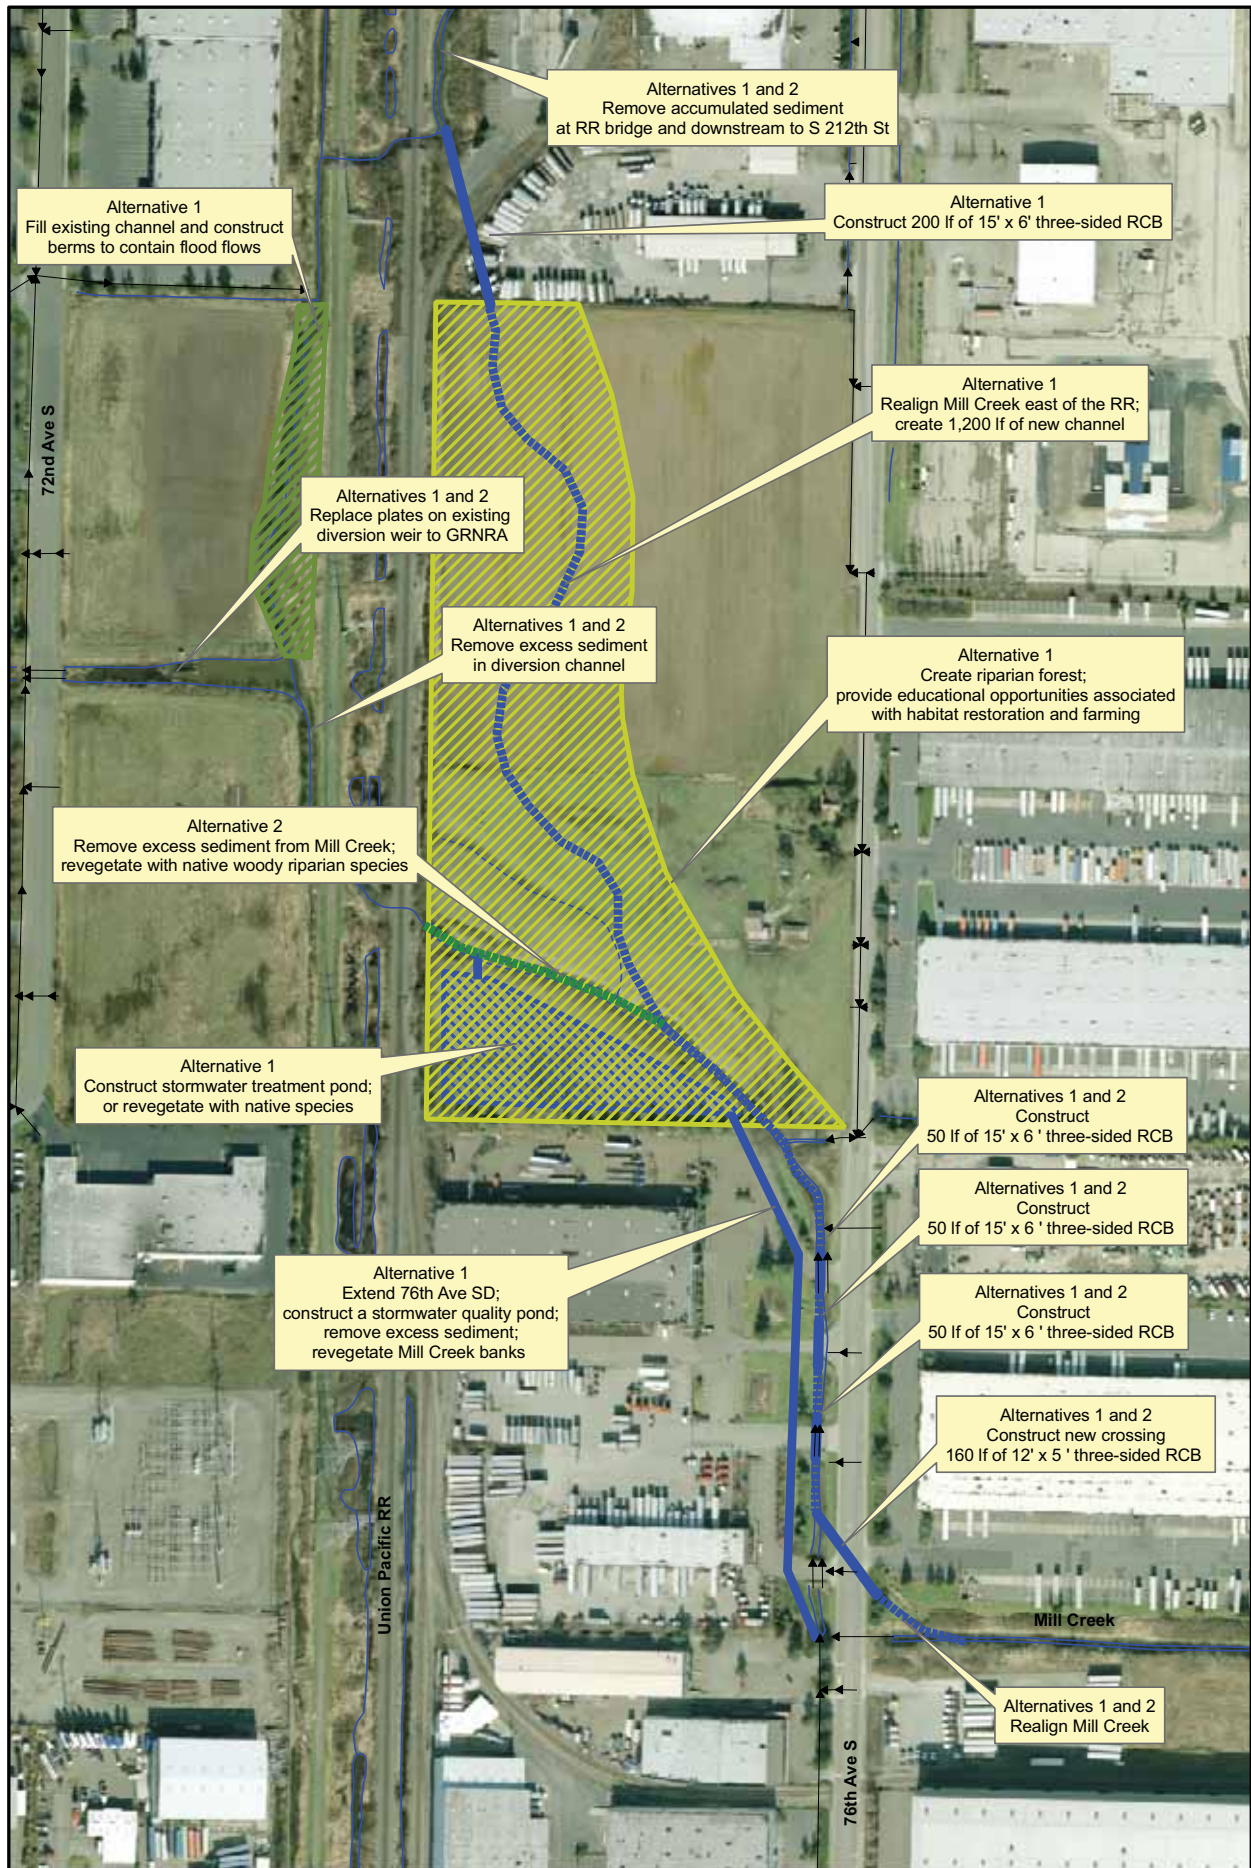 Alternatives 1 and 2
Remove accumulated sediment
at RR bridge and downstream to S 212th St
Alternative 1
Fill existing channel and construct
berms to contain flood flows
Alternative 1
Construct 200 lf of 15' x 6' three-sided RCB
Alternative 1
Realign Mill Creek east of the RR;
create 1,200 lf of new channel
72nd Ave S
Alternatives 1 and 2
Replace plates on existing
diversion weir to GRNRA
Alternatives 1 and 2
Remove excess sediment
in diversion channel
Alternative 1
Create riparian forest;
provide educational opportunities associated
with habitat restoration and farming
Alternative 2
Remove excess sediment from Mill Creek;
revegetate with native woody riparian species
Alternative 1
Construct stormwater treatment pond;
or revegetate with native species
Alternatives 1 and 2
Construct
50 lf of 15' x 6 ' three-sided RCB
Alternatives 1 and 2
Construct
50 lf of 15' x 6 ' three-sided RCB
Alternative 1
Extend 76th Ave SD;
construct a stormwater quality pond;
remove excess sediment;
revegetate Mill Creek banks
Alternatives 1 and 2
Construct
50 lf of 15' x 6 ' three-sided RCB
Alternatives 1 and 2
Construct new crossing
160 lf of 12' x 5 ' three-sided RCB
Union Pacific RR
Mill Creek
Alternatives 1 and 2
Realign Mill Creek
76th Ave S